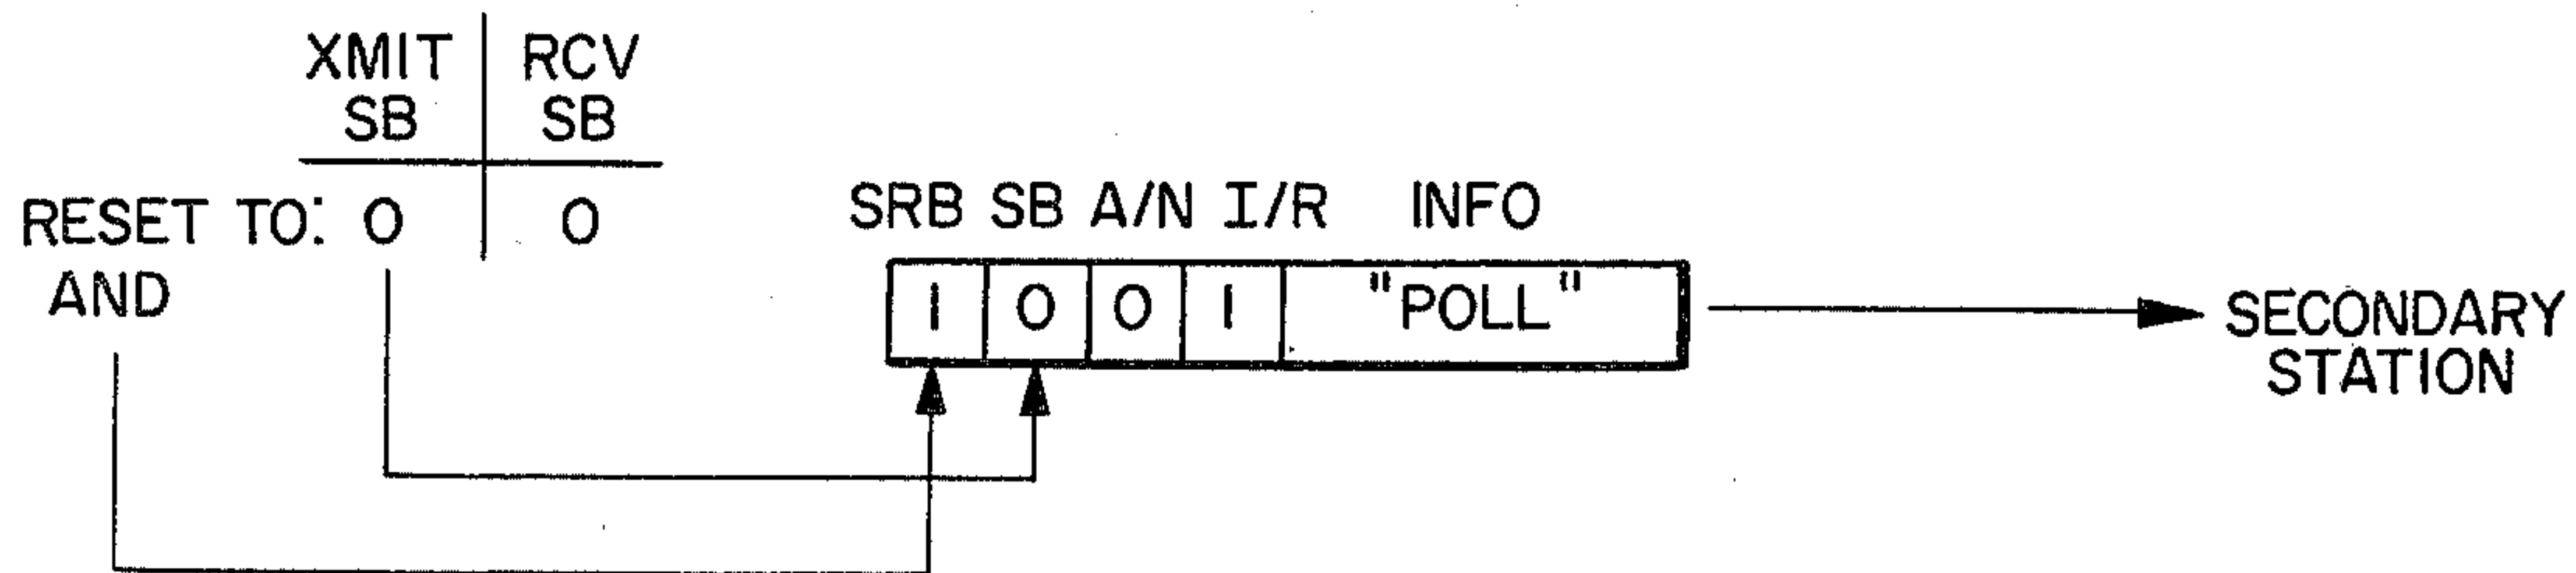 XMIT RCV
SB SB
RESET TO: 0 0
AND
SRB SB A/N I/R INFO
1 0 0 1 "POLL"
SECONDARY
STATION